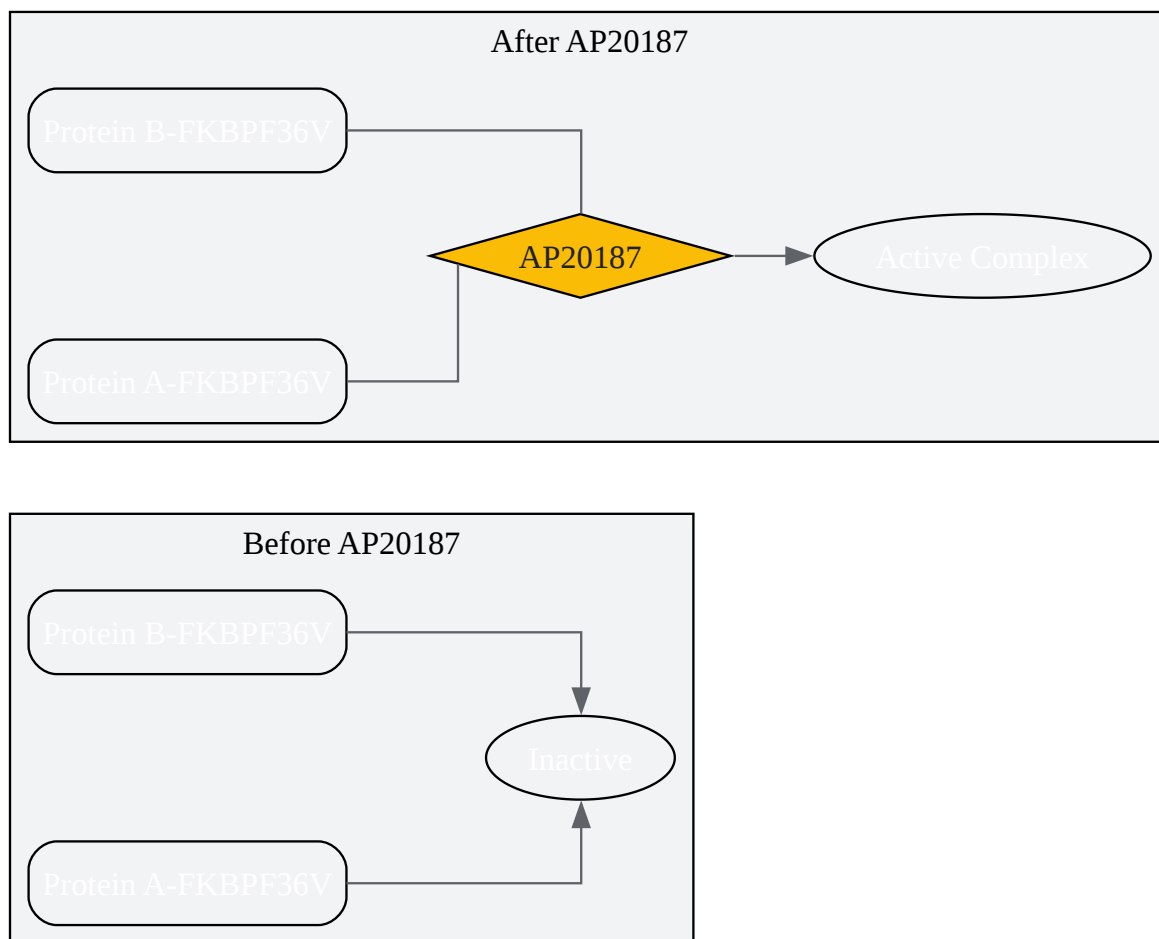 After AP20187
Protein B-FKBPF36V
AP20187
Active Complex
Protein A-FKBPF36V
Before AP20187
Protein B-FKBPF36V
Inactive
Protein A-FKBPF36V